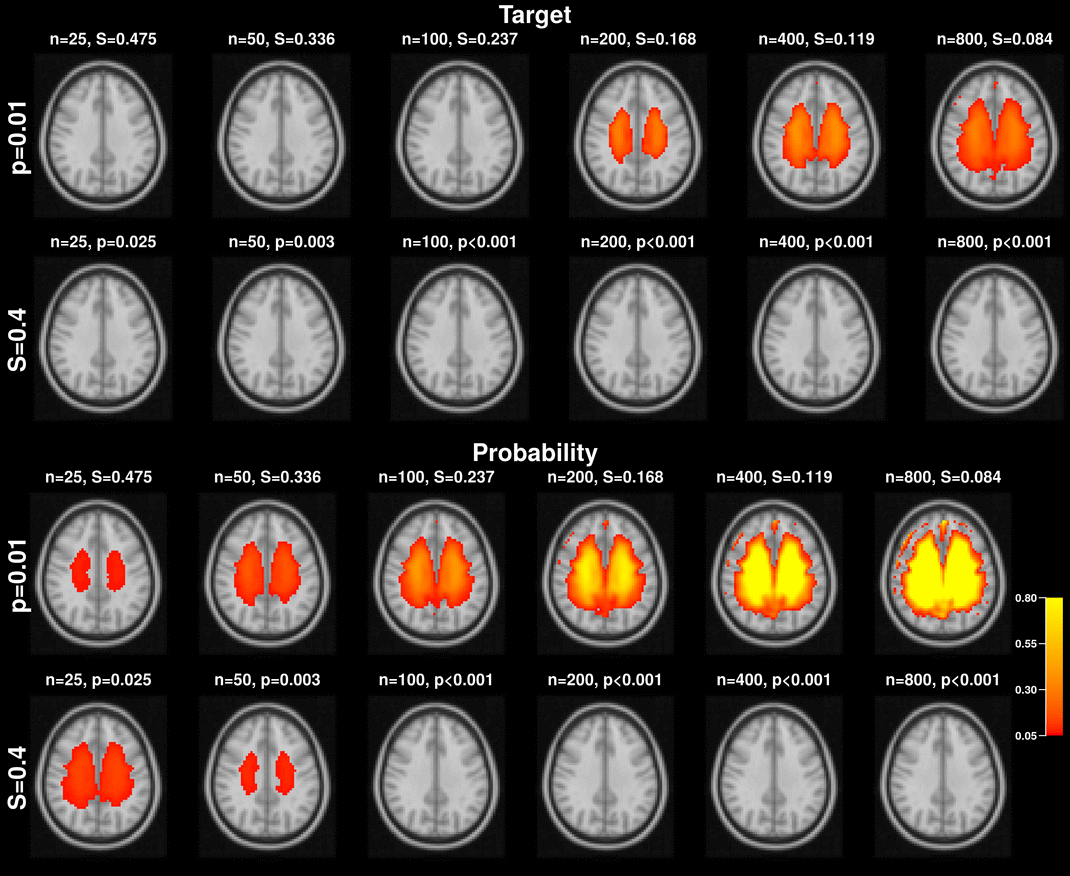 Target
n=25, S=0.475 n=50, S=0.336 n=100, S=0.237 n=200, S=0.168 n=400, S=0.119 n=800, S=0.084
p=0.01
n=25, p=0.025 n=50, p=0.003 n=100, p<0.001 n=200, p<0.001 n=400, p<0.001 n=800, p<0.001
S=0.4
Probability
n=25, S=0.475 n=50, S=0.336 n=100, S=0.237 n=200, S=0.168 n=400, S=0.119 n=800, S=0.084
p=0.01
0.80
0.55
0.30
0.05
n=25, p=0.025 n=50, p=0.003 n=100, p<0.001 n=200, p<0.001 n=400, p<0.001 n=800, p<0.001
S=0.4